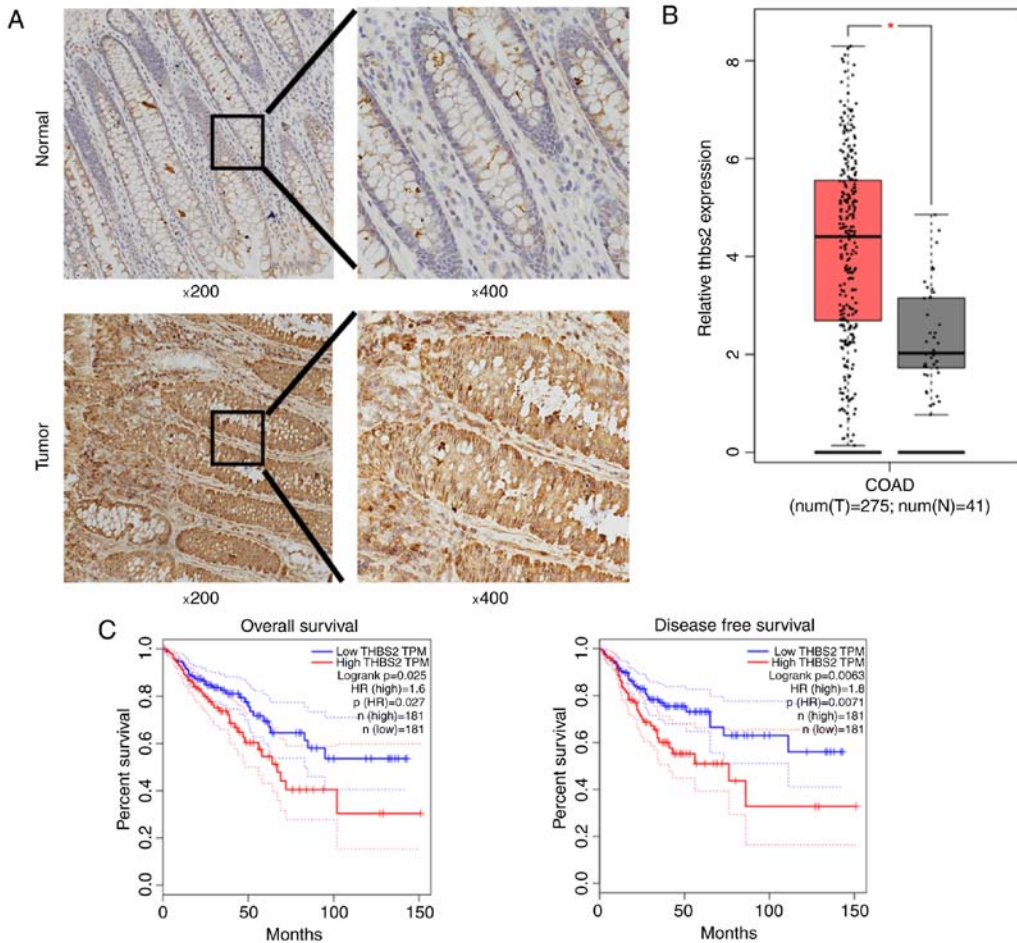 A
Normal
×200
×400
Tumor
×200
×400
B
*
Relative thbs2 expression
8
6
4
2
0
COAD
(num(T)=275; num(N)=41)
C
Overall survival
Low THBS2 TPM
High THBS2 TPM
Logrank p=0.025
HR (high)=1.6
p (HR)=0.027
n (high)=181
n (low)=181
Percent survival
1.0
0.8
0.6
0.4
0.2
0.0
0
50
100
150
Months
Disease free survival
Low THBS2 TPM
High THBS2 TPM
Logrank p=0.0063
HR (high)=1.8
p (HR)=0.0071
n (high)=181
n (low)=181
Percent survival
1.0
0.8
0.6
0.4
0.2
0.0
0
50
100
150
Months